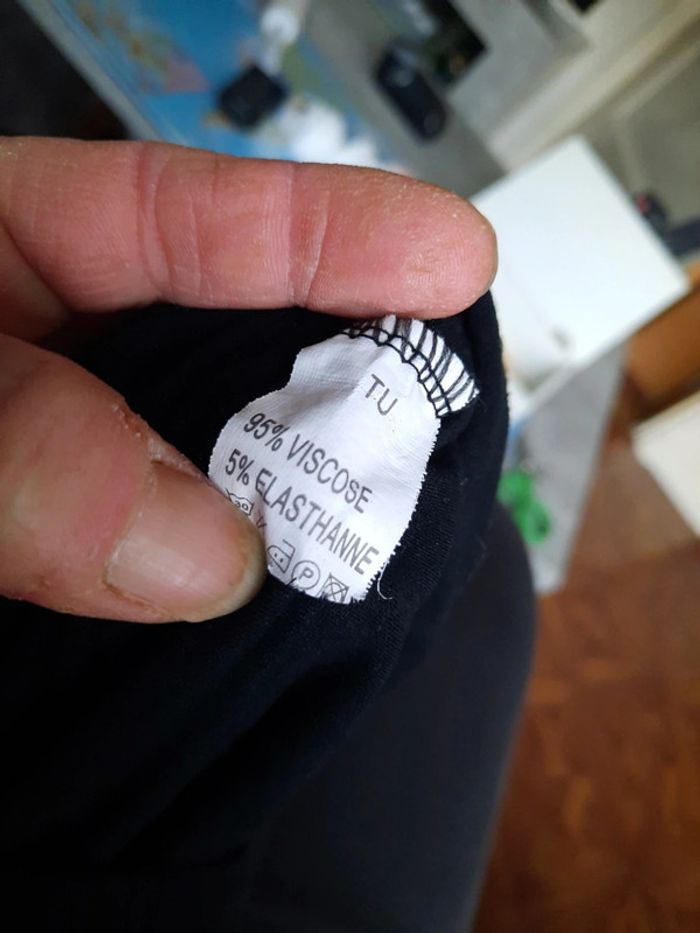 T.U.
95% VISCOSE
5% ELASTHANNE
P